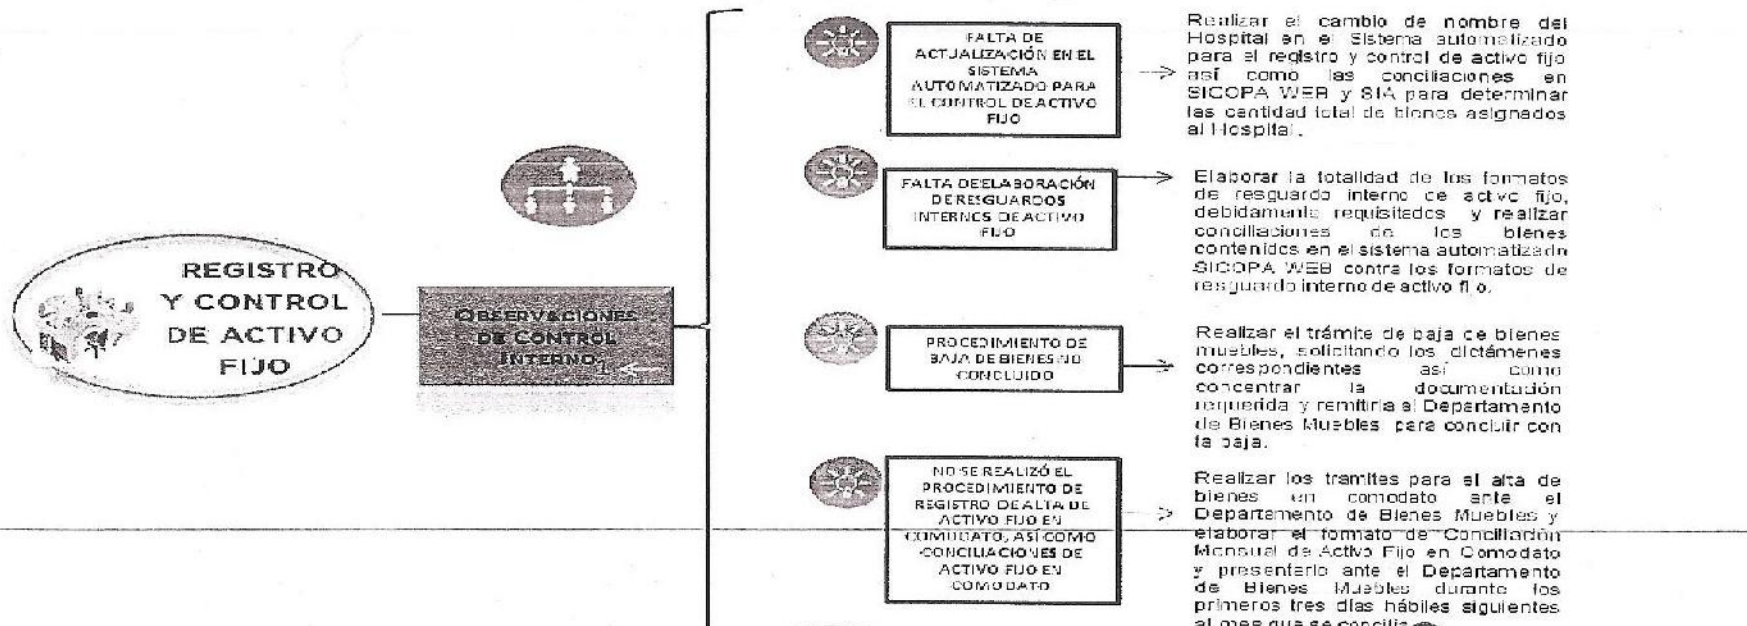 REGISTRO
Y CONTROL
DE ACTIVO
FIJO
OBSERVACIONES
DE CONTROL
INTERNO
FALTA DE
ACTUALIZACIÓN EN EL
SISTEMA
AUTOMATIZADO PARA
EL CONTROL DE ACTIVO
FIJO
Realizar el cambio de nombre del
Hospital en el Sistema automatizado
para el registro y control de activo fijo
así como las conciliaciones en
SICOPA WEB y SIA para determinar
las cantidad total de bienes asignados
al Hospital.
FALTA DE ELABORACIÓN
DE RESGUARDOS
INTERNOS DE ACTIVO
FIJO
Elaborar la totalidad de los formatos
de resguardo interno de activo fijo,
debidamente requisitados y realizar
conciliaciones de los bienes
contenidos en el sistema automatizado
SICOPA WEB contra los formatos de
resguardo interno de activo fijo.
PROCEDIMIENTO DE
BAJA DE BIENES NO
CONCLUIDO
Realizar el trámite de baja de bienes
muebles, solicitando los dictámenes
correspondientes así como
concentrar la documentación
requerida y remitirla al Departamento
de Bienes Muebles para concluir con
la baja.
NO SE REALIZÓ EL
PROCEDIMIENTO DE
REGISTRO DE ALTA DE
ACTIVO FIJO EN
COMODATO, ASÍ COMO
CONCILIACIONES DE
ACTIVO FIJO EN
COMODATO
Realizar los tramites para el alta de
bienes en comodato ante el
Departamento de Bienes Muebles y
elaborar el formato de Conciliación
Mensual de Activo Fijo en Comodato
y presentarlo ante el Departamento
de Bienes Muebles durante los
primeros tres días hábiles siguientes
al mes que se concilia